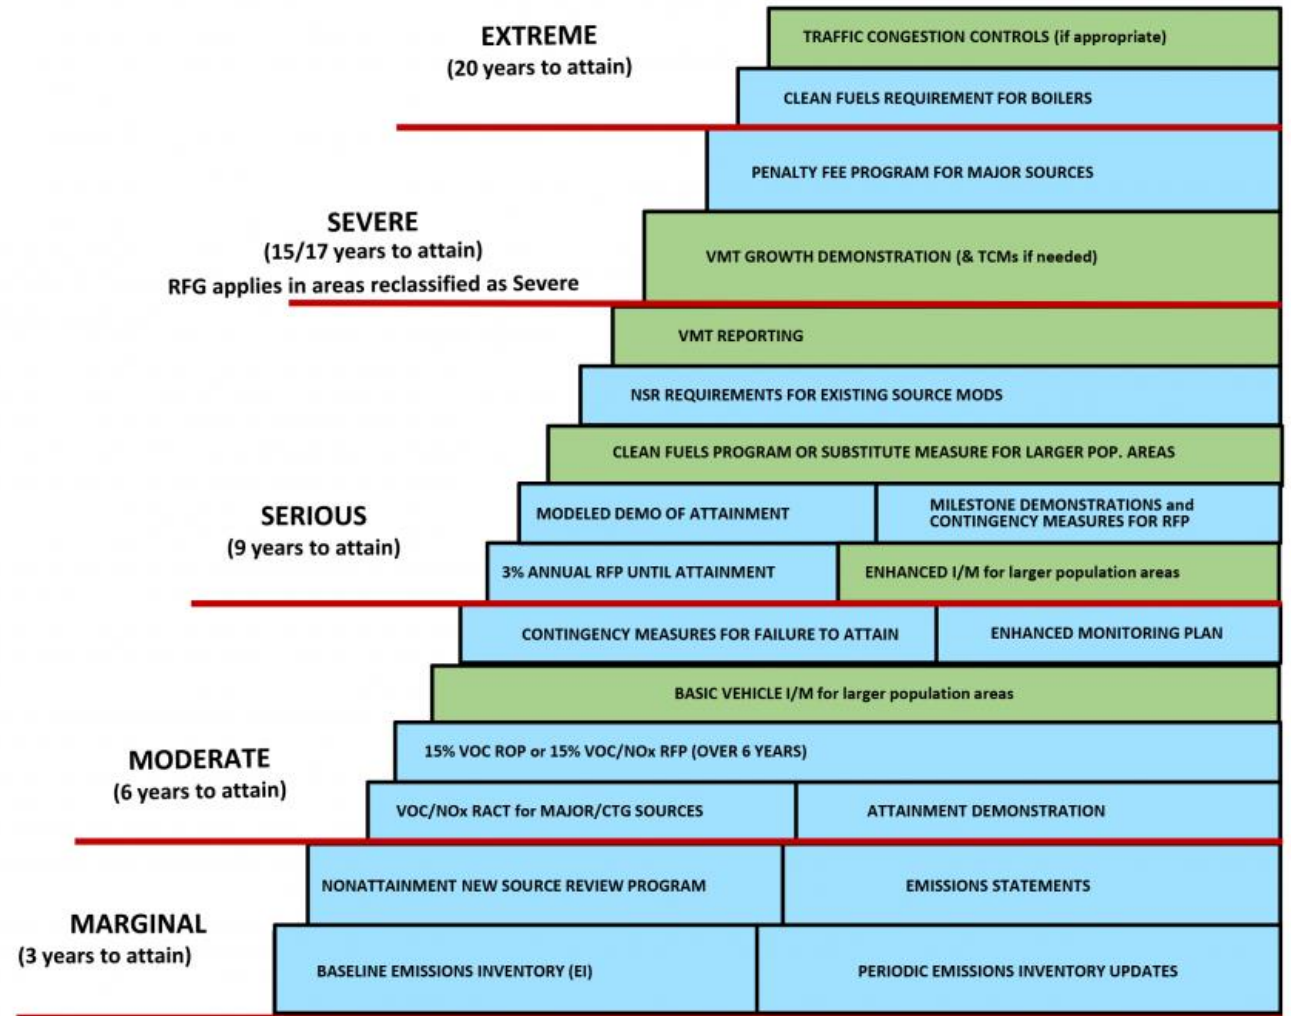 EXTREME
(20 years to attain)
TRAFFIC CONGESTION CONTROLS (if appropriate)
CLEAN FUELS REQUIREMENT FOR BOILERS
SEVERE
(15/17 years to attain)
RFG applies in areas reclassified as Severe
PENALTY FEE PROGRAM FOR MAJOR SOURCES
VMT GROWTH DEMONSTRATION (& TCMs if needed)
SERIOUS
(9 years to attain)
VMT REPORTING
NSR REQUIREMENTS FOR EXISTING SOURCE MODS
CLEAN FUELS PROGRAM OR SUBSTITUTE MEASURE FOR LARGER POP. AREAS
MODELED DEMO OF ATTAINMENT
MILESTONE DEMONSTRATIONS and
CONTINGENCY MEASURES FOR RFP
3% ANNUAL RFP UNTIL ATTAINMENT
ENHANCED I/M for larger population areas
MODERATE
(6 years to attain)
CONTINGENCY MEASURES FOR FAILURE TO ATTAIN
ENHANCED MONITORING PLAN
BASIC VEHICLE I/M for larger population areas
15% VOC ROP or 15% VOC/NOx RFP (OVER 6 YEARS)
VOC/NOx RACT for MAJOR/CTG SOURCES
ATTAINMENT DEMONSTRATION
MARGINAL
(3 years to attain)
NONATTAINMENT NEW SOURCE REVIEW PROGRAM
EMISSIONS STATEMENTS
BASELINE EMISSIONS INVENTORY (EI)
PERIODIC EMISSIONS INVENTORY UPDATES